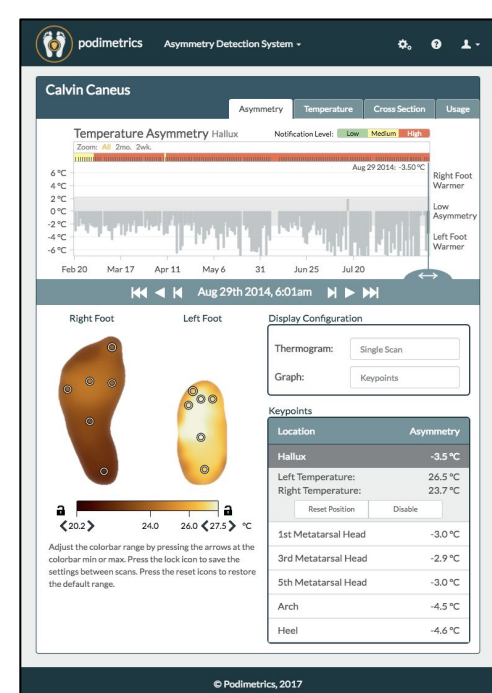 podimetrics
Asymmetry Detection System
Calvin Caneus
Asymmetry Temperature Cross Section Usage
Temperature Asymmetry Hallux
Notification Level: Low Medium High
Zoom: All 2mo. 2wk.
Aug 29 2014: -3.50 °C
6 °C
4 °C
2 °C
0 °C
-2 °C
-4 °C
-6 °C
Right Foot
Warmer
Low
Asymmetry
Left Foot
Warmer
Feb 20 Mar 17 Apr 11 May 6 31 Jun 25 Jul 20
Aug 29th 2014, 6:01am
Right Foot Left Foot
20.2 24.0 26.0 27.5 °C
Adjust the colorbar range by pressing the arrows at the
colorbar min or max. Press the lock icon to save the
settings between scans. Press the reset icons to restore
the default range.
Display Configuration
Thermogram: Single Scan
Graph: Keypoints
Keypoints
Location Asymmetry
Hallux -3.5 °C
Left Temperature: 26.5 °C
Right Temperature: 23.7 °C
Reset Position Disable
1st Metatarsal Head -3.0 °C
3rd Metatarsal Head -2.9 °C
5th Metatarsal Head -3.0 °C
Arch -4.5 °C
Heel -4.6 °C
© Podimetrics, 2017